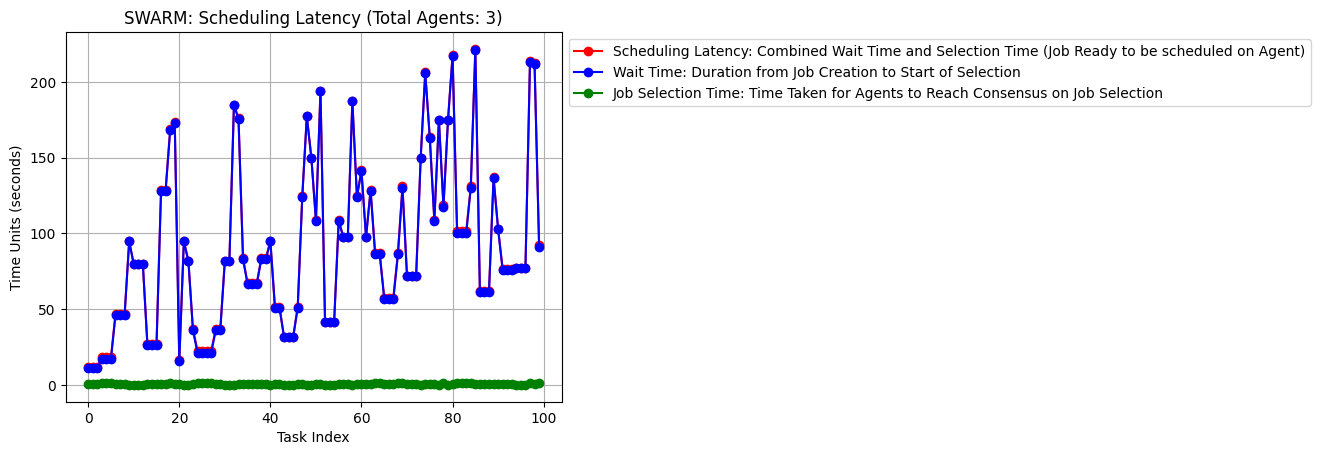 SWARM: Scheduling Latency (Total Agents: 3)
Scheduling Latency: Combined Wait Time and Selection Time (Job Ready to be scheduled on Agent)
Wait Time: Duration from Job Creation to Start of Selection
Job Selection Time: Time Taken for Agents to Reach Consensus on Job Selection
Time Units (seconds)
200
150
100
50
0
0 20 40 60 80 100
Task Index